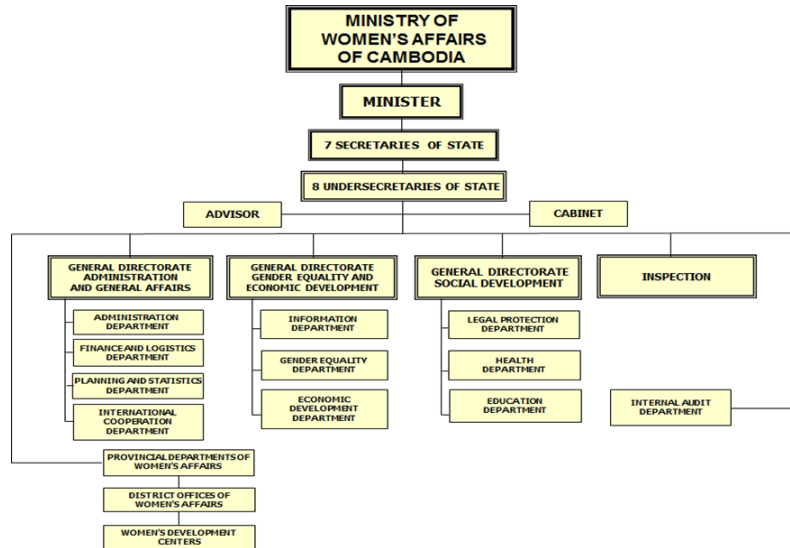 MINISTRY OF
WOMEN'S AFFAIRS
OF CAMBODIA
MINISTER
7 SECRETARIES OF STATE
8 UNDERSECRETARIES OF STATE
ADVISOR
CABINET
GENERAL DIRECTORATE
ADMINISTRATION
AND GENERAL AFFAIRS
ADMINISTRATION
DEPARTMENT
FINANCE AND LOGISTICS
DEPARTMENT
PLANNING AND STATISTICS
DEPARTMENT
INTERNATIONAL
COOPERATION
DEPARTMENT
GENERAL DIRECTORATE
GENDER EQUALITY AND
ECONOMIC DEVELOPMENT
INFORMATION
DEPARTMENT
GENDER EQUALITY
DEPARTMENT
ECONOMIC
DEVELOPMENT
DEPARTMENT
GENERAL DIRECTORATE
SOCIAL DEVELOPMENT
LEGAL PROTECTION
DEPARTMENT
HEALTH
DEPARTMENT
EDUCATION
DEPARTMENT
INSPECTION
INTERNAL AUDIT
DEPARTMENT
PROVINCIAL DEPARTMENTS OF
WOMEN'S AFFAIRS
DISTRICT OFFICES OF
WOMEN'S AFFAIRS
WOMEN'S DEVELOPMENT
CENTERS